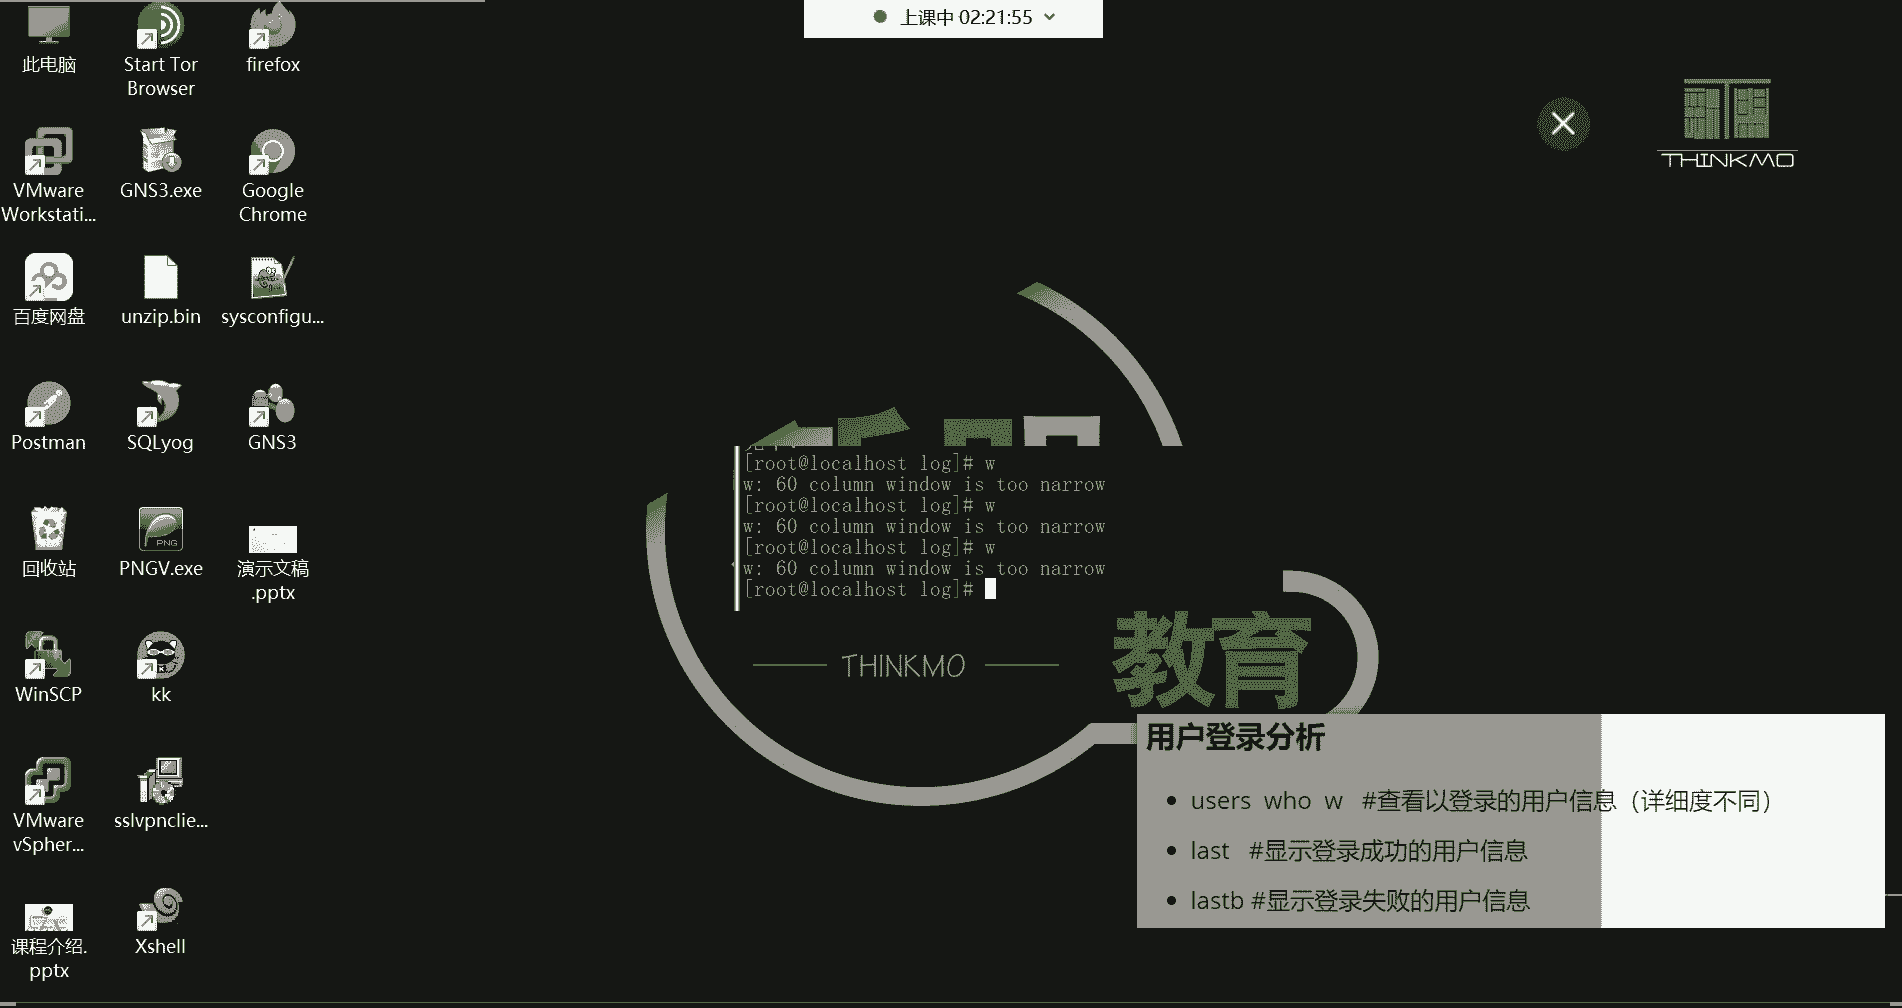 上课中 02:21:55
此电脑
Start Tor
Browser
firefox
THINKMO
VMware
Workstati...
GNS3.exe
Google
Chrome
百度网盘
unzip.bin
sysconfigu...
Postman
SQLyog
GNS3
回收站
PNG
PNGV.exe
演示文稿
.pptx
WinSCP
kk
VMware
vSpher...
sslvpnclie...
课程介绍.
pptx
Xshell
[root@localhost log]# w
w: 60 column window is too narrow
[root@localhost log]# w
w: 60 column window is too narrow
[root@localhost log]# w
w: 60 column window is too narrow
[root@localhost log]#
THINKMO
教育
用户登录分析
• users who w #查看以登录的用户信息（详细度不同）
• last #显示登录成功的用户信息
• lastb #显示登录失败的用户信息